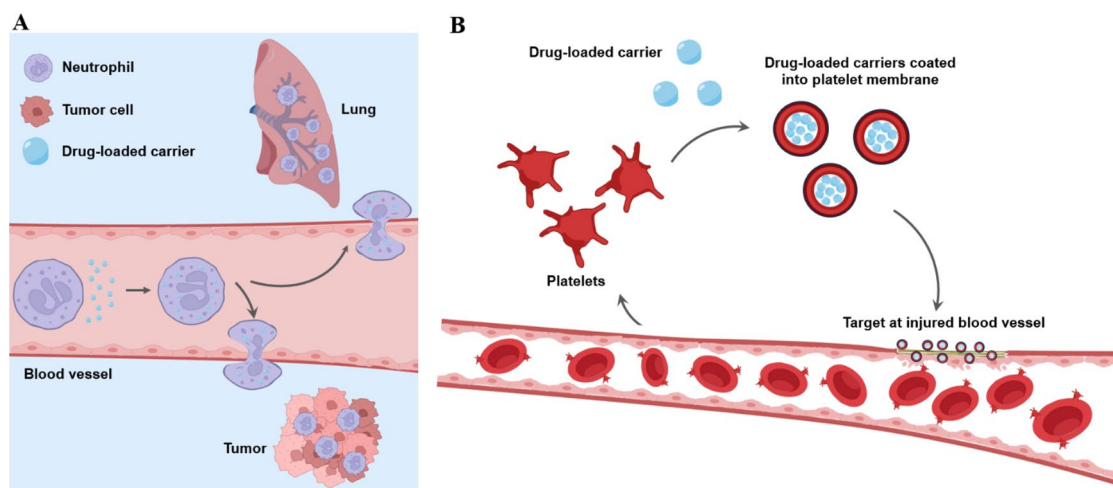 A
Neutrophil
Tumor cell
Drug-loaded carrier
Lung
Blood vessel
Tumor
B
Drug-loaded carrier
Drug-loaded carriers coated
into platelet membrane
Platelets
Target at injured blood vessel